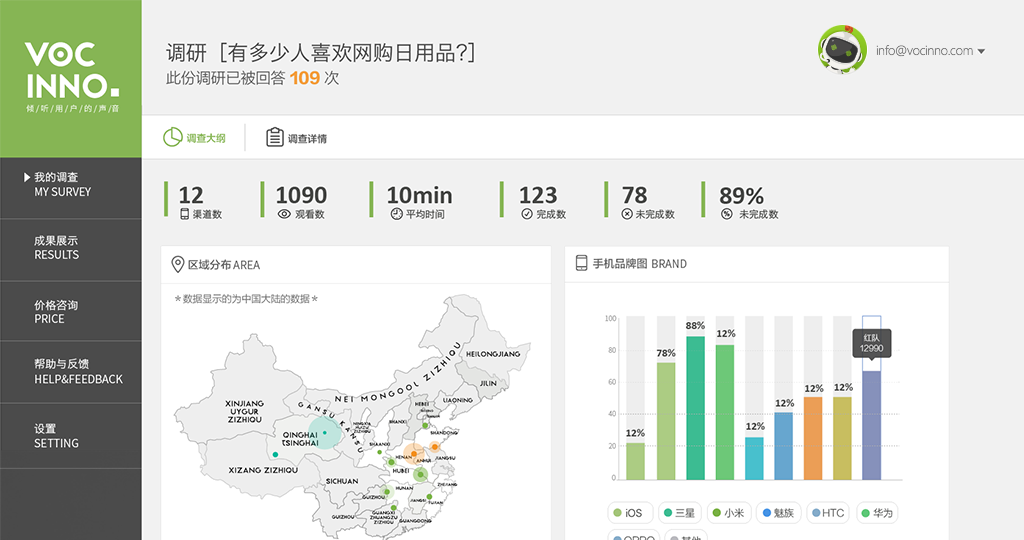 VOC
INNO.
倾/听/用/户/的/声/音
调研［有多少人喜欢网购日用品?］
此份调研已被回答 109 次
info@vocinno.com
调查大纲
调查详情
我的调查
MY SURVEY
成果展示
RESULTS
价格咨询
PRICE
帮助与反馈
HELP&FEEDBACK
设置
SETTING
12
渠道数
1090
观看数
10min
平均时间
123
完成数
78
未完成数
89%
未完成数
区域分布 AREA
*数据显示的为中国大陆的数据*
HEILONGJIANG
JILIN
LIAONING
NEI MONGOOL ZIZHIQU
XINJIANG
UYGUR
ZIZHIQU
GANSU KANSU
HEBEI
SHANXI
SHANDONG
QINGHAI
TSINGHAI
SHAANXI
HENAN
ANHUI
JIANGSU
XIZANG ZIZHIQU
HUBEI
SICHUAN
ZHEJIANG
HUNAN
GUIZHOU
JIANGXI
FUJIAN
GUIZHOU
GUANGXI
ZHUANGZU
ZIZHIQU
GUANGDONG
手机品牌图 BRAND
100
80
60
40
20
0
12%
78%
88%
12%
12%
12%
12%
12%
红队
12990
iOS
三星
小米
魅族
HTC
华为
OPPO
其他